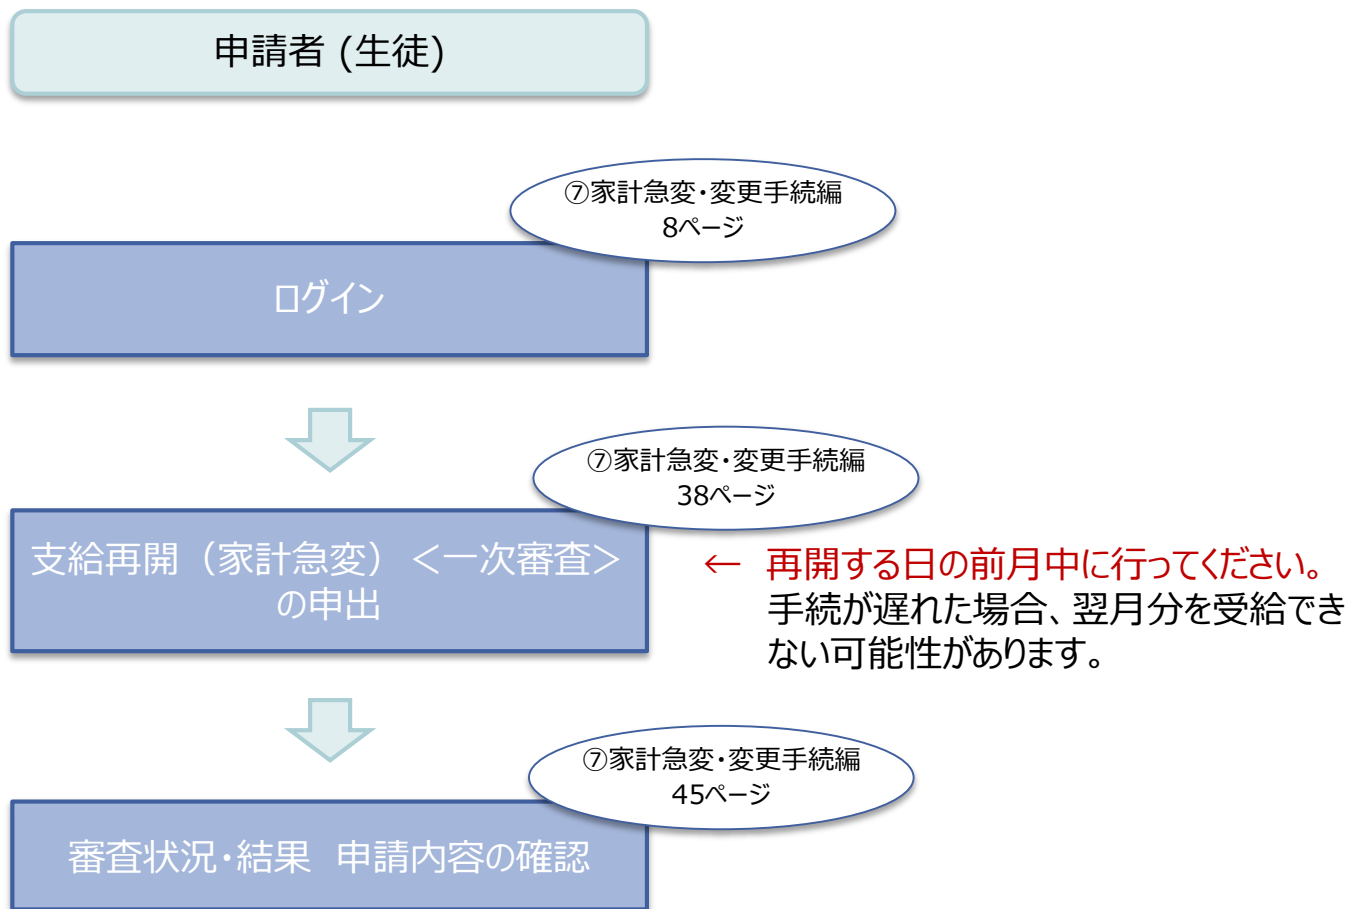 申請者 (生徒)
⑦家計急変・変更手続編
8ページ
ログイン
⑦家計急変・変更手続編
38ページ
支給再開（家計急変）＜一次審査＞
の申出
← 再開する日の前月中に行ってください。
手続が遅れた場合、翌月分を受給でき
ない可能性があります。
⑦家計急変・変更手続編
45ページ
審査状況・結果　申請内容の確認